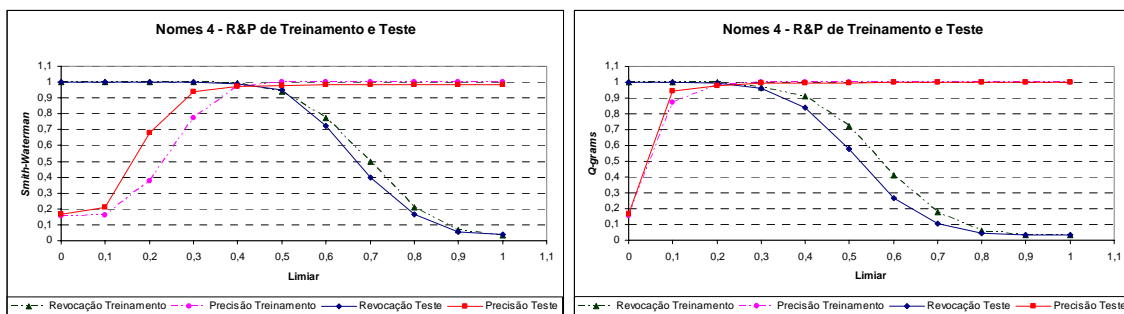 Nomes 4 - R&P de Treinamento e Teste
Smith-Waterman
1,1
1
0,9
0,8
0,7
0,6
0,5
0,4
0,3
0,2
0,1
0
0 0,1 0,2 0,3 0,4 0,5 0,6 0,7 0,8 0,9 1 1,1
Limiar
Revocação Treinamento Precisão Treinamento Revocação Teste Precisão Teste
Nomes 4 - R&P de Treinamento e Teste
Q-grams
1,1
1
0,9
0,8
0,7
0,6
0,5
0,4
0,3
0,2
0,1
0
0 0,1 0,2 0,3 0,4 0,5 0,6 0,7 0,8 0,9 1 1,1
Limiar
Revocação Treinamento Precisão Treinamento Revocação Teste Precisão Teste